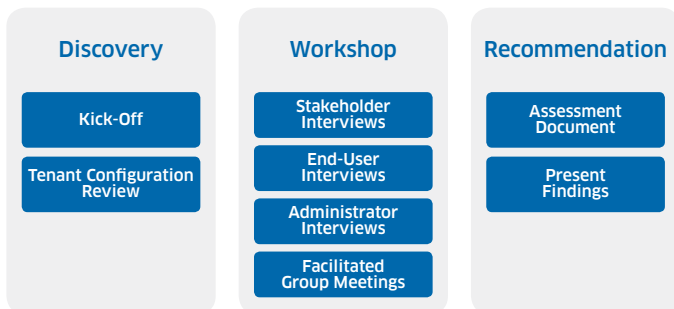 Discovery
Kick-Off
Tenant Configuration
Review
Workshop
Stakeholder
Interviews
End-User
Interviews
Administrator
Interviews
Facilitated
Group Meetings
Recommendation
Assessment
Document
Present
Findings